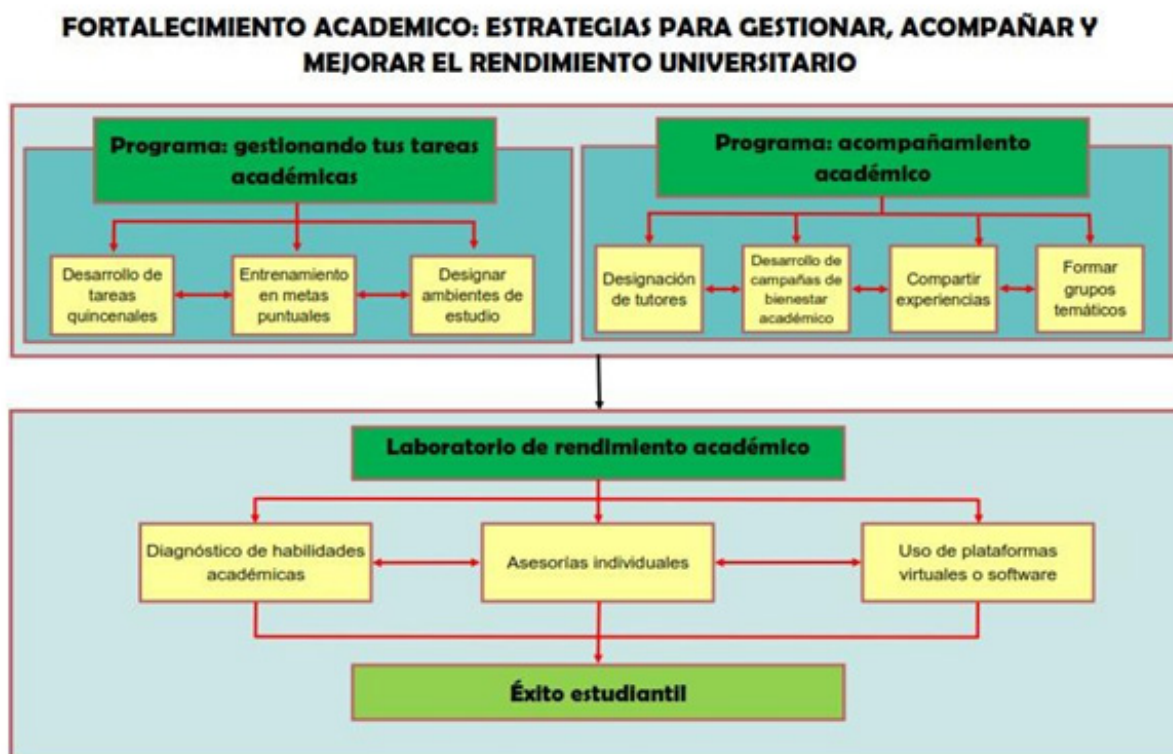 FORTALECIMIENTO ACADEMICO: ESTRATEGIAS PARA GESTIONAR, ACOMPAÑAR Y
MEJORAR EL RENDIMIENTO UNIVERSITARIO
Programa: gestionando tus tareas
académicas
Desarrollo de
tareas
quincenales
Entrenamiento
en metas
puntuales
Designar
ambientes de
estudio
Programa: acompañamiento
académico
Designación
de tutores
Desarrollo de
campañas de
bienestar
académico
Compartir
experiencias
Formar
grupos
temáticos
Laboratorio de rendimiento académico
Diagnóstico de habilidades
académicas
Asesorías individuales
Uso de plataformas
virtuales o software
Éxito estudiantil